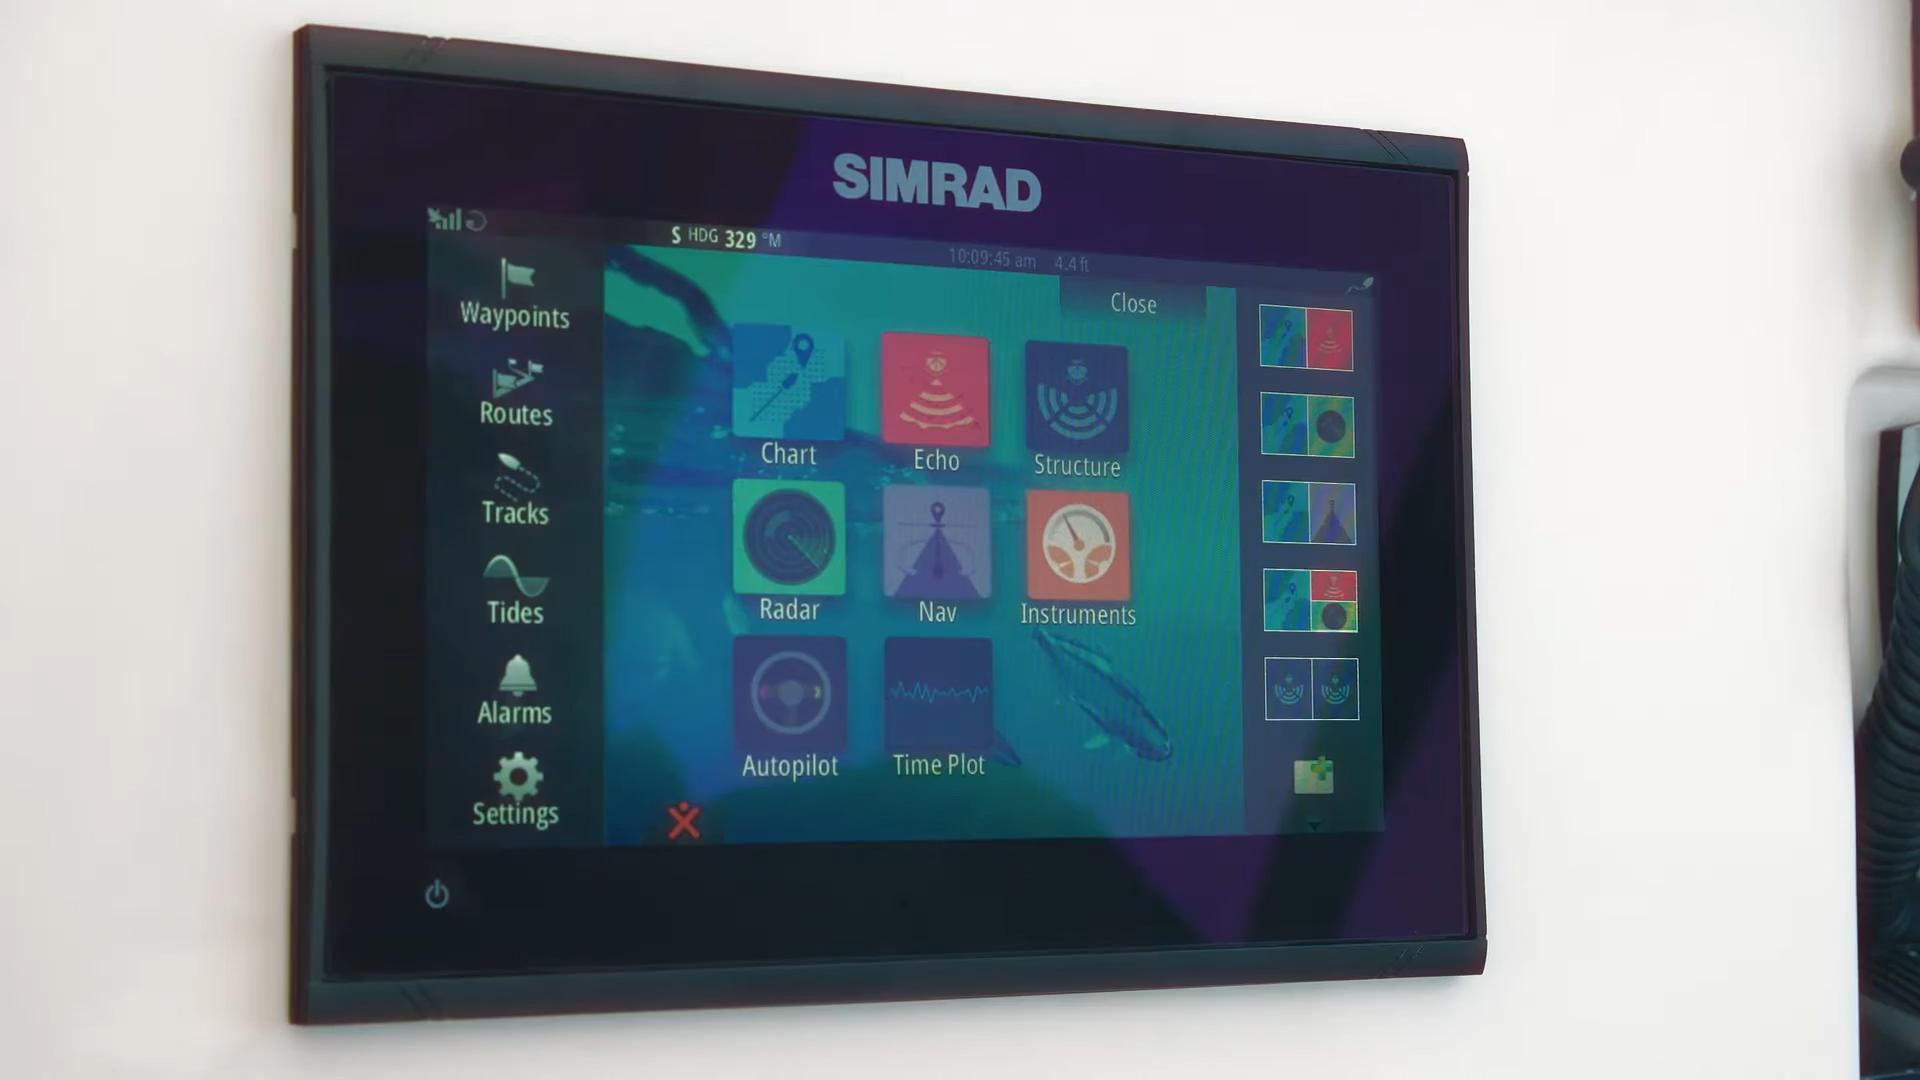 SIMRAD
S HDG 329 °M
10:09:45 am 4.4 ft
Close
Waypoints
Routes
Tracks
Tides
Alarms
Settings
Chart
Echo
Structure
Radar
Nav
Instruments
Autopilot
Time Plot